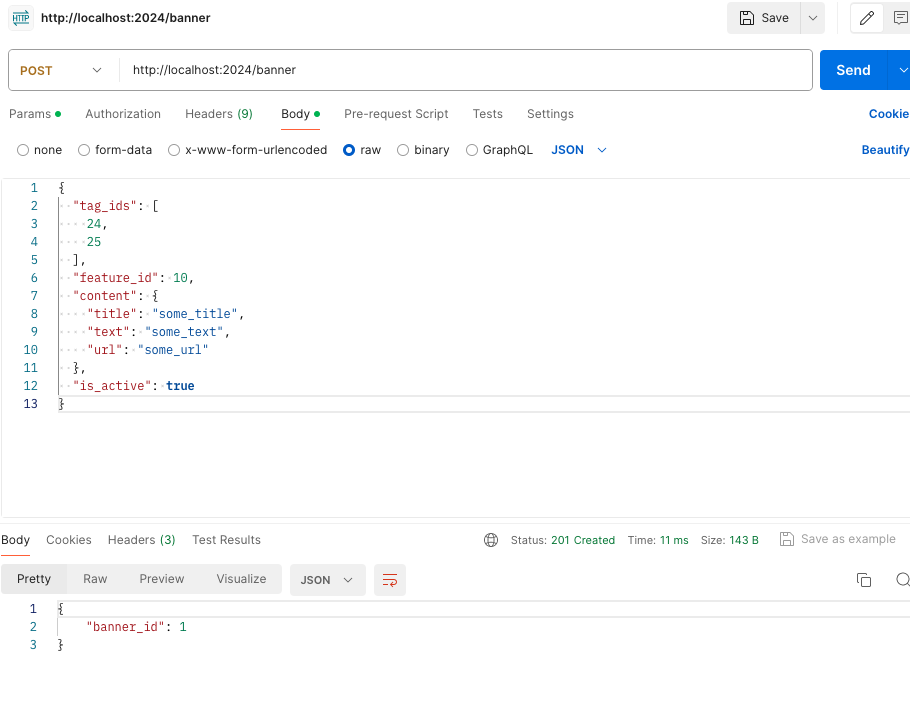 HTTP http://localhost:2024/banner Save
POST http://localhost:2024/banner Send
Params Authorization Headers (9) Body Pre-request Script Tests Settings Cookie
none form-data x-www-form-urlencoded raw binary GraphQL JSON Beautify
1 {
2 "tag_ids": [
3 24,
4 25
5 ],
6 "feature_id": 10,
7 "content": {
8 "title": "some_title",
9 "text": "some_text",
10 "url": "some_url"
11 },
12 "is_active": true
13 }
Body Cookies Headers (3) Test Results Status: 201 Created Time: 11 ms Size: 143 B Save as example
Pretty Raw Preview Visualize JSON
1 {
2 "banner_id": 1
3 }